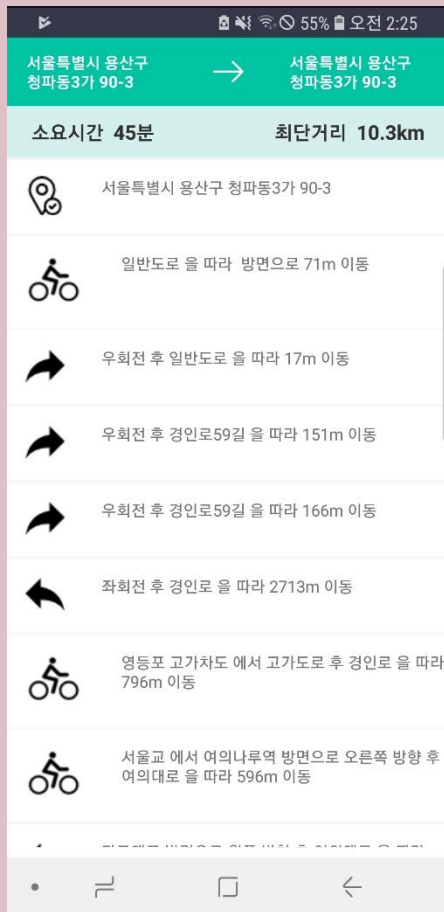 55% 오전 2:25
서울특별시 용산구
청파동3가 90-3
서울특별시 용산구
청파동3가 90-3
소요시간 45분
최단거리 10.3km
서울특별시 용산구 청파동3가 90-3
일반도로 을 따라 방면으로 71m 이동
우회전 후 일반도로 을 따라 17m 이동
우회전 후 경인로59길 을 따라 151m 이동
우회전 후 경인로59길 을 따라 166m 이동
좌회전 후 경인로 을 따라 2713m 이동
영등포 고가차도 에서 고가도로 후 경인로 을 따라
796m 이동
서울교 에서 여의나루역 방면으로 오른쪽 방향 후
여의대로 을 따라 596m 이동